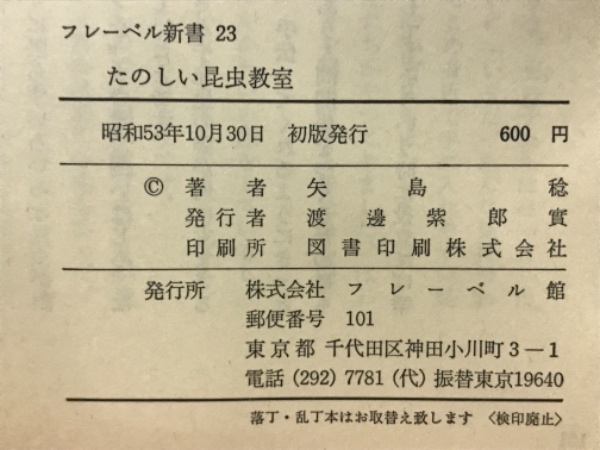 フレーベル新書 23
たのしい昆虫教室
昭和53年10月30日 初版発行 600 円
© 著者 矢島稔
発行者 渡邊紫郎實
印刷所 図書印刷株式会社
発行所 株式会社 フレーベル館
郵便番号 101
東京都 千代田区神田小川町3―1
電話 (292) 7781 (代) 振替東京19640
落丁・乱丁本はお取替え致します 〈検印廃止〉